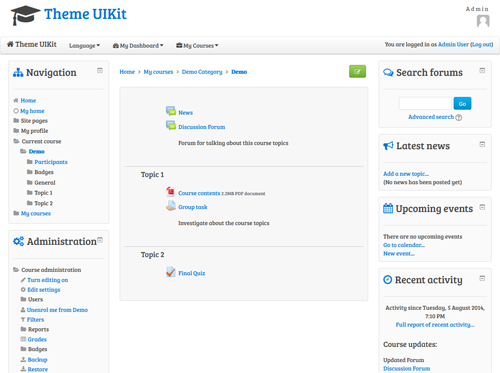 Theme UIKit
Admin
Theme UIKit
Language
My Dashboard
My Courses
You are logged in as Admin User (Log out)
Navigation
Home
My home
Site pages
My profile
Current course
Demo
Participants
Badges
General
Topic 1
Topic 2
My courses
Administration
Course administration
Turn editing on
Edit settings
Users
Unenrol me from Demo
Filters
Reports
Grades
Badges
Backup
Restore
Home
My courses
Demo Category
Demo
News
Discussion Forum
Forum for talking about this course topics
Topic 1
Course contents 2.3MB PDF document
Group task
Investigate about the course topics
Topic 2
Final Quiz
Search forums
Go
Advanced search
Latest news
Add a new topic...
(No news has been posted yet)
Upcoming events
There are no upcoming events
Go to calendar...
New event...
Recent activity
Activity since Tuesday, 5 August 2014,
7:10 PM
Full report of recent activity...
Course updates:
Updated Forum
Discussion Forum